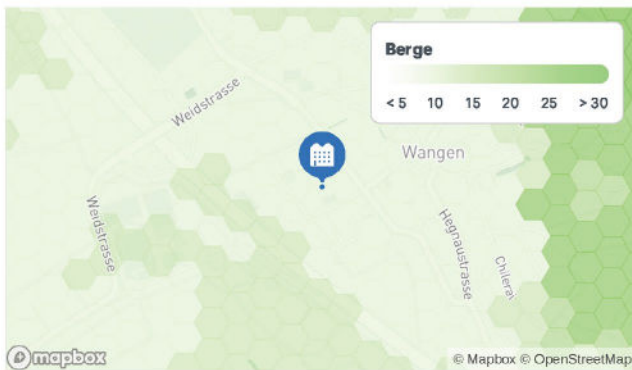 Berge
< 5 10 15 20 25 > 30
Weidstrasse
Wangen
Weidstrasse
Hegnaustrasse
Chilerai
mapbox
© Mapbox © OpenStreetMap